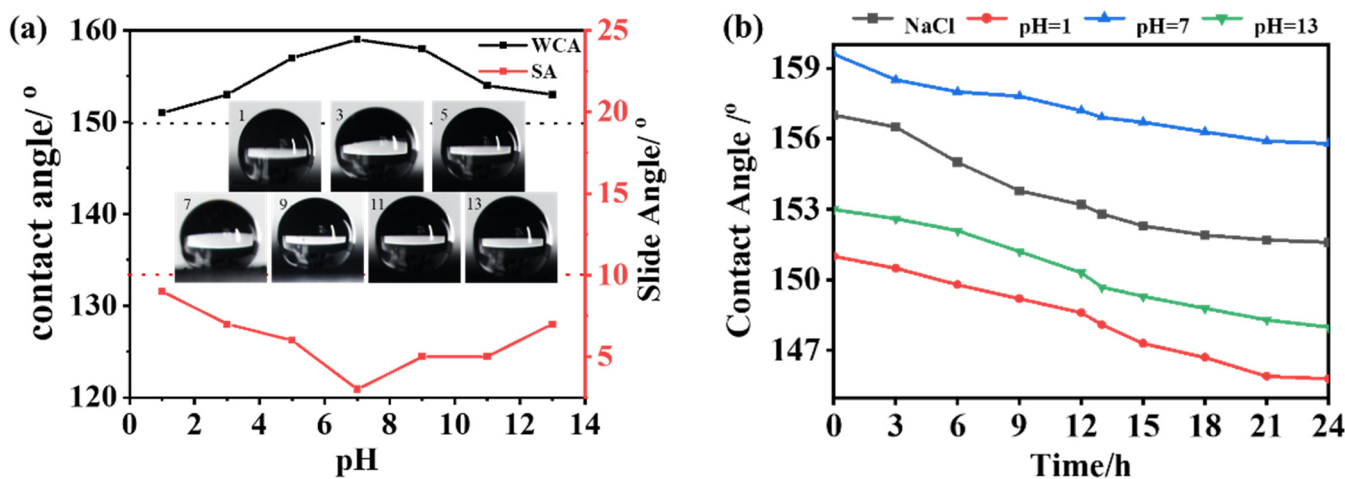 (a)
160
150
140
130
120
contact angle/ °
0 2 4 6 8 10 12 14
pH
25
20
15
10
5
Slide Angle/ °
WCA
SA
1 3 5
7 9 11 13
(b)
NaCl pH=1 pH=7 pH=13
159
156
153
150
147
Contact Angle /°
0 3 6 9 12 15 18 21 24
Time/h